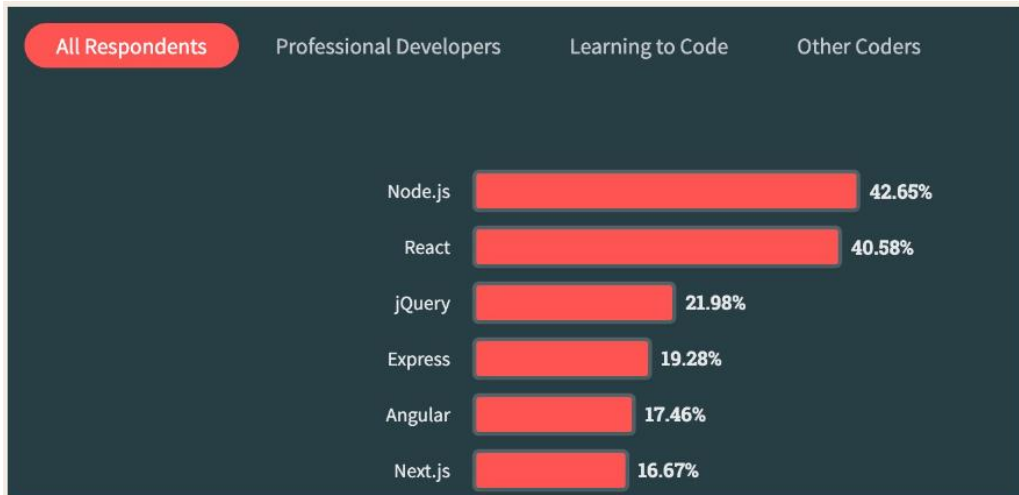 All Respondents Professional Developers Learning to Code Other Coders
Node.js 42.65%
React 40.58%
jQuery 21.98%
Express 19.28%
Angular 17.46%
Next.js 16.67%